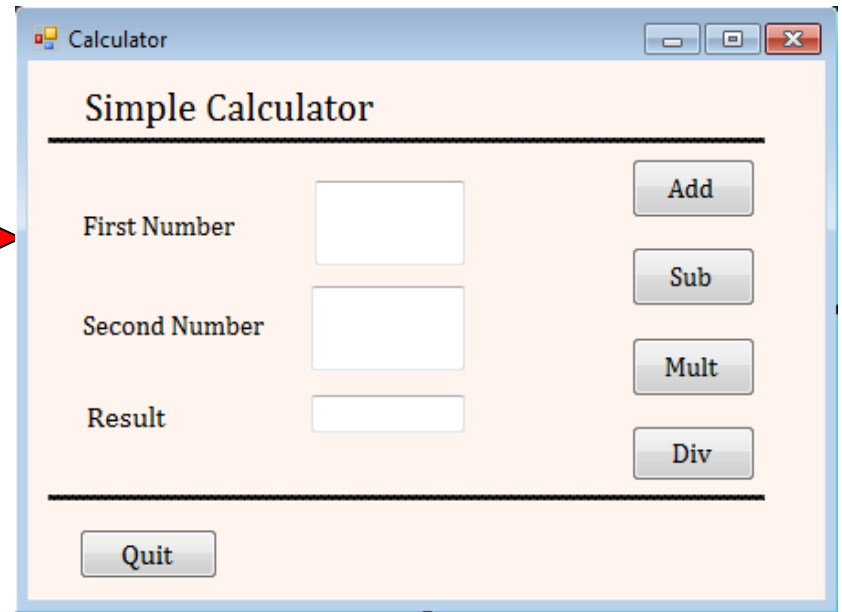 Calculator
Simple Calculator
First Number
Second Number
Result
Add
Sub
Mult
Div
Quit